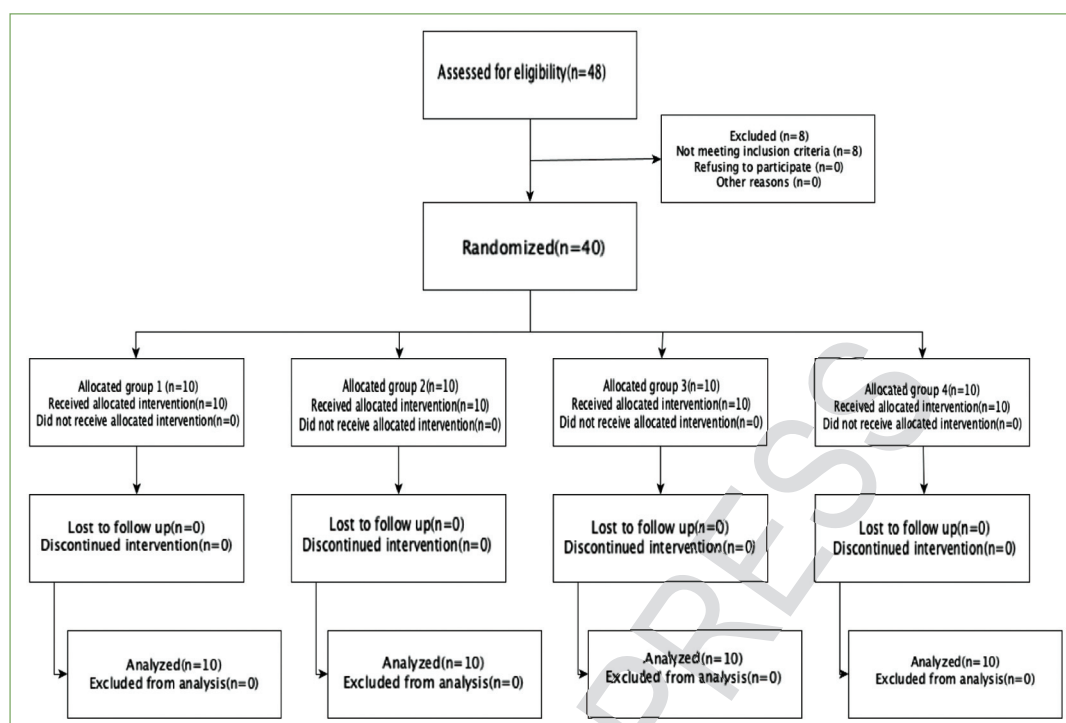 Assessed for eligibility(n=48)
Excluded (n=8)
Not meeting inclusion criteria (n=8)
Refusing to participate (n=0)
Other reasons (n=0)
Randomized(n=40)
Allocated group 1 (n=10)
Received allocated intervention(n=10)
Did not receive allocated intervention(n=0)
Allocated group 2(n=10)
Received allocated intervention(n=10)
Did not receive allocated intervention(n=0)
Allocated group 3(n=10)
Received allocated intervention(n=10)
Did not receive allocated intervention(n=0)
Allocated group 4(n=10)
Received allocated intervention(n=10)
Did not receive allocated intervention(n=0)
Lost to follow up(n=0)
Discontinued intervention(n=0)
Lost to follow up(n=0)
Discontinued intervention(n=0)
Lost to follow up(n=0)
Discontinued intervention(n=0)
Lost to follow up(n=0)
Discontinued intervention(n=0)
Analyzed(n=10)
Excluded from analysis(n=0)
Analyzed(n=10)
Excluded from analysis(n=0)
Analyzed(n=10)
Excluded from analysis(n=0)
Analyzed(n=10)
Excluded from analysis(n=0)
PRESS